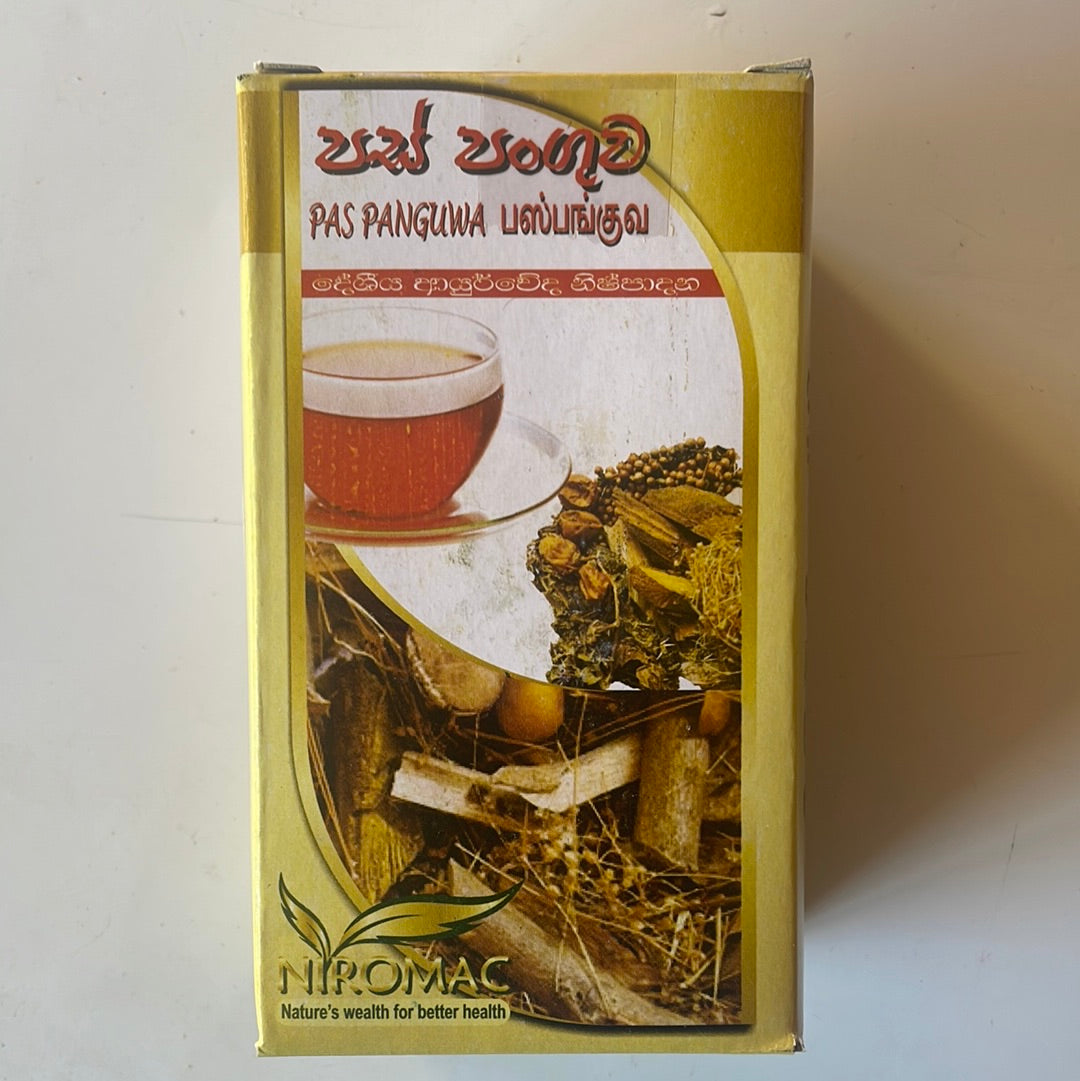 පස් පංගුව
PAS PANGUWA பஸ்பங்குவ
දේශීය ආයුර්වේද නිෂ්පාදන
NIROMAC
Nature's wealth for better health